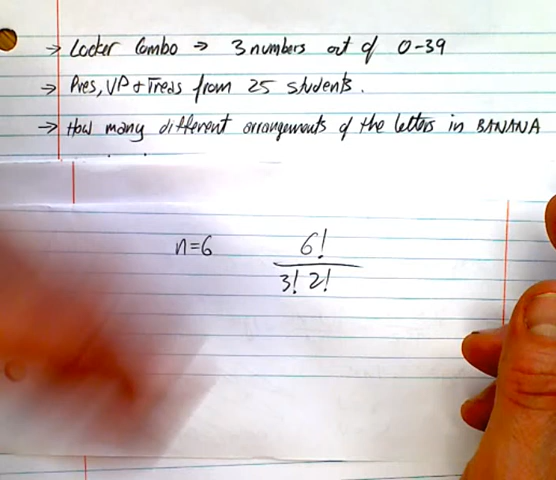 → Locker Combo → 3 numbers out of 0-39
→ Pres, VP + Treas from 25 students.
→ How many different arrangements of the letters in BANANA
n=6 6!
3! 2!